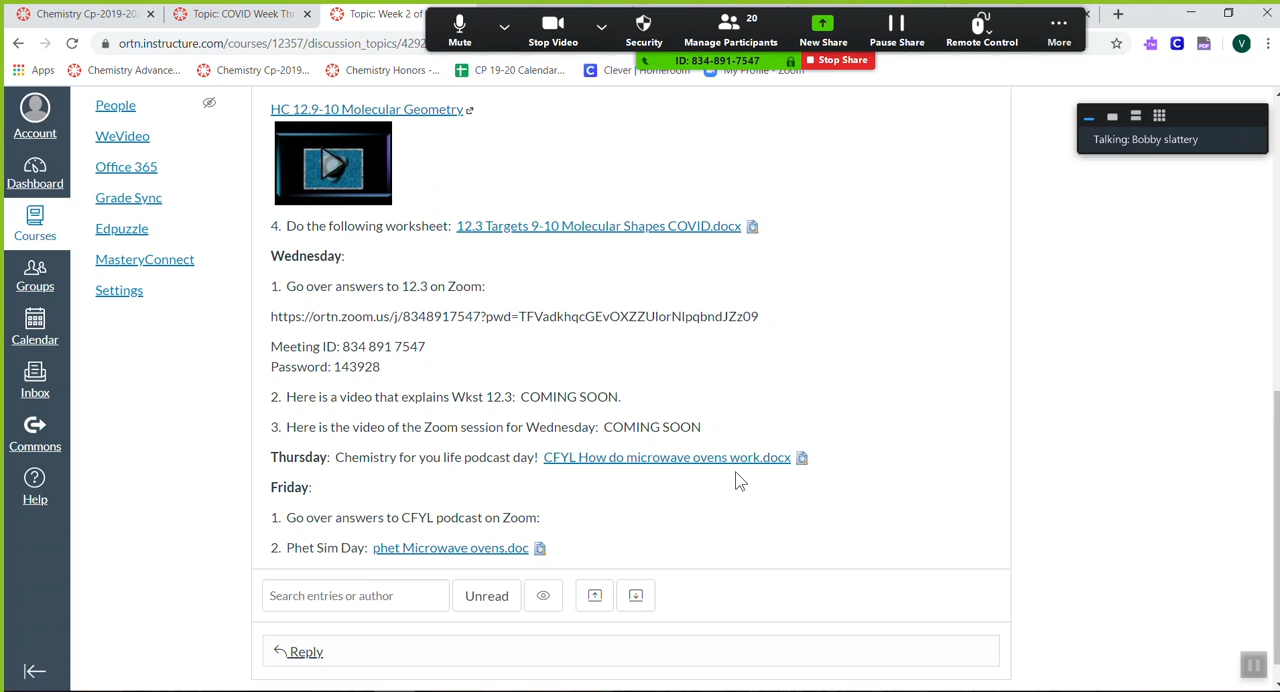 Chemistry Cp-2019-20
Topic: COVID Week Th
Topic: Week 2 of
ortn.instructure.com/courses/12357/discussion_topics/4292
Mute
Stop Video
Security
20
Manage Participants
New Share
Pause Share
Remote Control
More
ID: 834-891-7547
Stop Share
Apps
Chemistry Advance...
Chemistry Cp-2019...
Chemistry Honors -...
CP 19-20 Calendar...
Clever | Homeroom
My Profile - Zoom
Talking: Bobby slattery
Account
Dashboard
Courses
Groups
Calendar
Inbox
Commons
Help
People
WeVideo
Office 365
Grade Sync
Edpuzzle
MasteryConnect
Settings
HC 12.9-10 Molecular Geometry
4. Do the following worksheet: 12.3 Targets 9-10 Molecular Shapes COVID.docx
Wednesday:
1. Go over answers to 12.3 on Zoom:
https://ortn.zoom.us/j/8348917547?pwd=TFVadkhqcGEvOXZZUlorNlpqbndJZz09
Meeting ID: 834 891 7547
Password: 143928
2. Here is a video that explains Wkst 12.3: COMING SOON.
3. Here is the video of the Zoom session for Wednesday: COMING SOON
Thursday: Chemistry for you life podcast day! CFYL How do microwave ovens work.docx
Friday:
1. Go over answers to CFYL podcast on Zoom:
2. Phet Sim Day: phet Microwave ovens.doc
Search entries or author
Unread
Reply